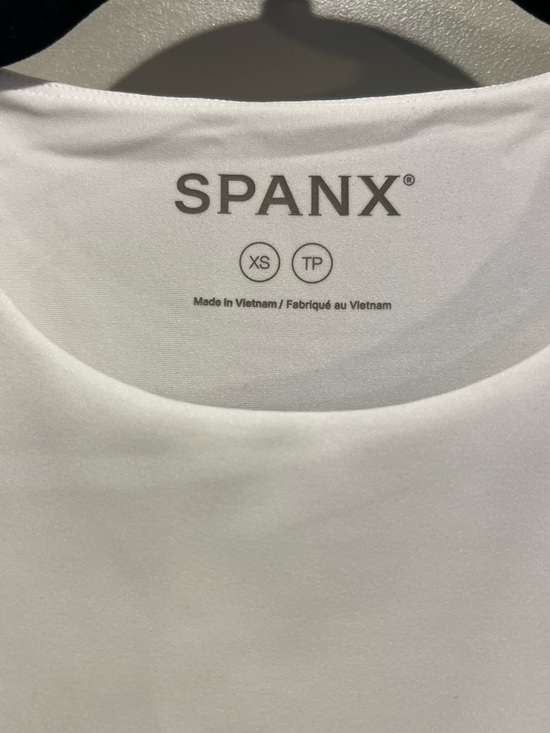 SPANX®
XS TP
Made in Vietnam / Fabriqué au Vietnam